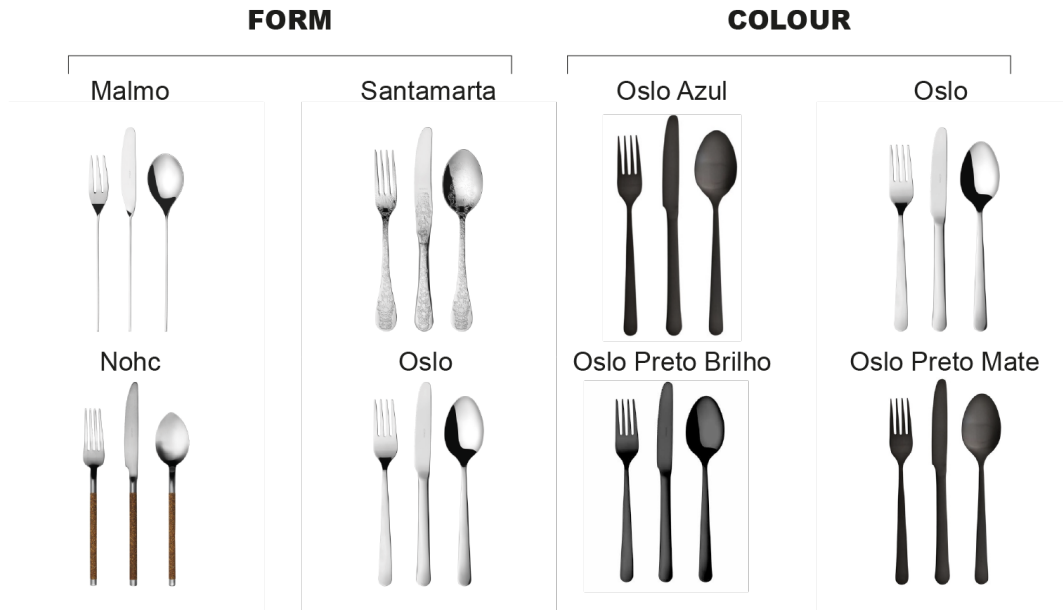 FORM
COLOUR
Malmo
Santamarta
Oslo Azul
Oslo
Nohc
Oslo
Oslo Preto Brilho
Oslo Preto Mate